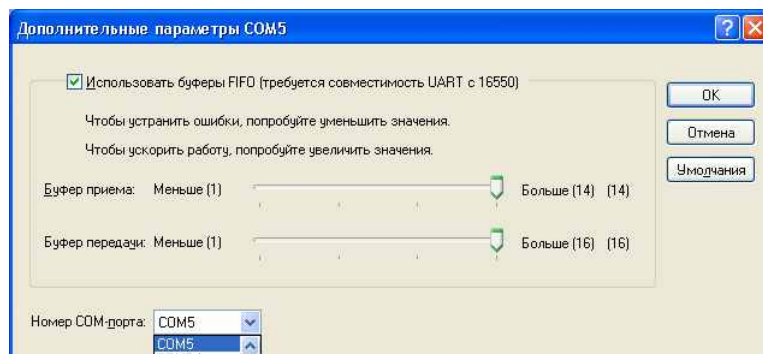 Дополнительные параметры COM5
Использовать буферы FIFO (требуется совместимость UART с 16550)
OK
Чтобы устранить ошибки, попробуйте уменьшить значения.
Отмена
Чтобы ускорить работу, попробуйте увеличить значения.
Умолчания
Буфер приема: Меньше (1) Больше (14) (14)
Буфер передачи: Меньше (1) Больше (16) (16)
Номер COM-порта: COM5
COM5